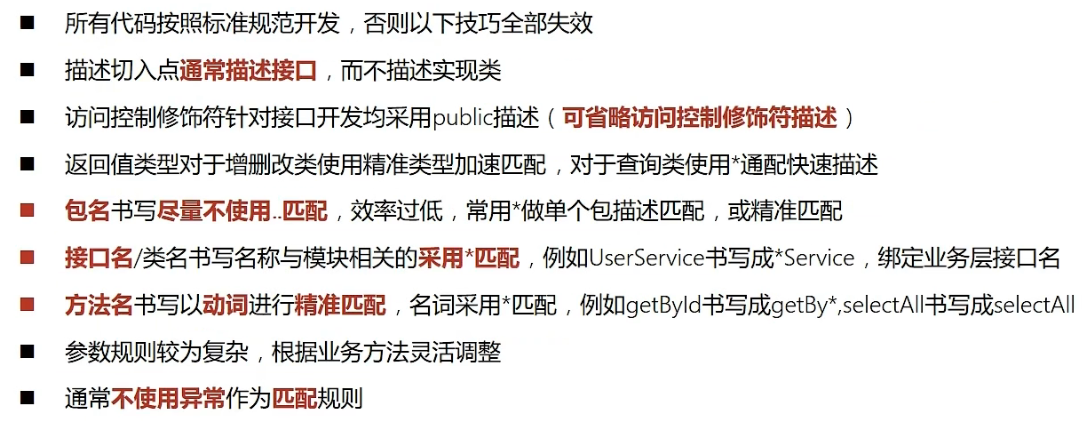 所有代码按照标准规范开发，否则以下技巧全部失效
描述切入点通常描述接口，而不描述实现类
访问控制修饰符针对接口开发均采用public描述（可省略访问控制修饰符描述）
返回值类型对于增删改类使用精准类型加速匹配，对于查询类使用*通配快速描述
包名书写尽量不使用..匹配，效率过低，常用*做单个包描述匹配，或精准匹配
接口名/类名书写名称与模块相关的采用*匹配，例如UserService书写成*Service，绑定业务层接口名
方法名书写以动词进行精准匹配，名词采用*匹配，例如getById书写成getBy*,selectAll书写成selectAll
参数规则较为复杂，根据业务方法灵活调整
通常不使用异常作为匹配规则